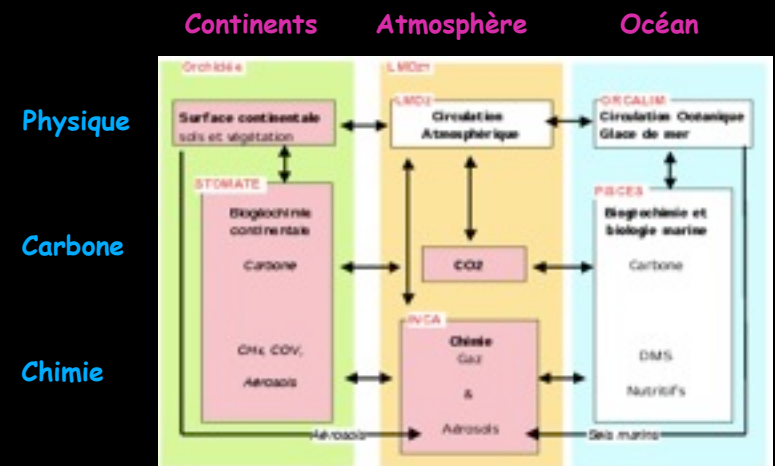 Continents Atmosphère Océan
Orchidée LMDzT
LMDz ORCALIM
Physique
Surface continentale
sols et végétation
Circulation
Atmosphérique
Circulation Océanique
Glace de mer
STOMATE PISCES
Biogéochimie
continentale
Biogéochimie et
biologie marine
Carbone
Carbone CO2 Carbone
INCA
Chimie
Chimie
Gaz
&
Aérosols
CH4, COV,
Aérosols
DMS
Nutritifs
Aérosols Sels marins